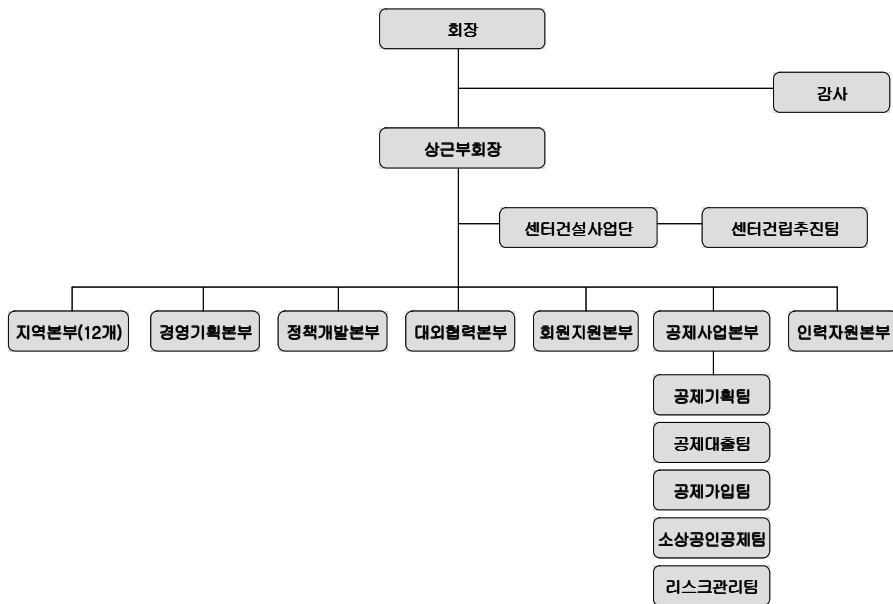 회장
감사
상근부회장
센터건설사업단
센터건립추진팀
지역본부(12개)
경영기획본부
정책개발본부
대외협력본부
회원지원본부
공제사업본부
인력자원본부
공제기획팀
공제대출팀
공제가입팀
소상공인공제팀
리스크관리팀